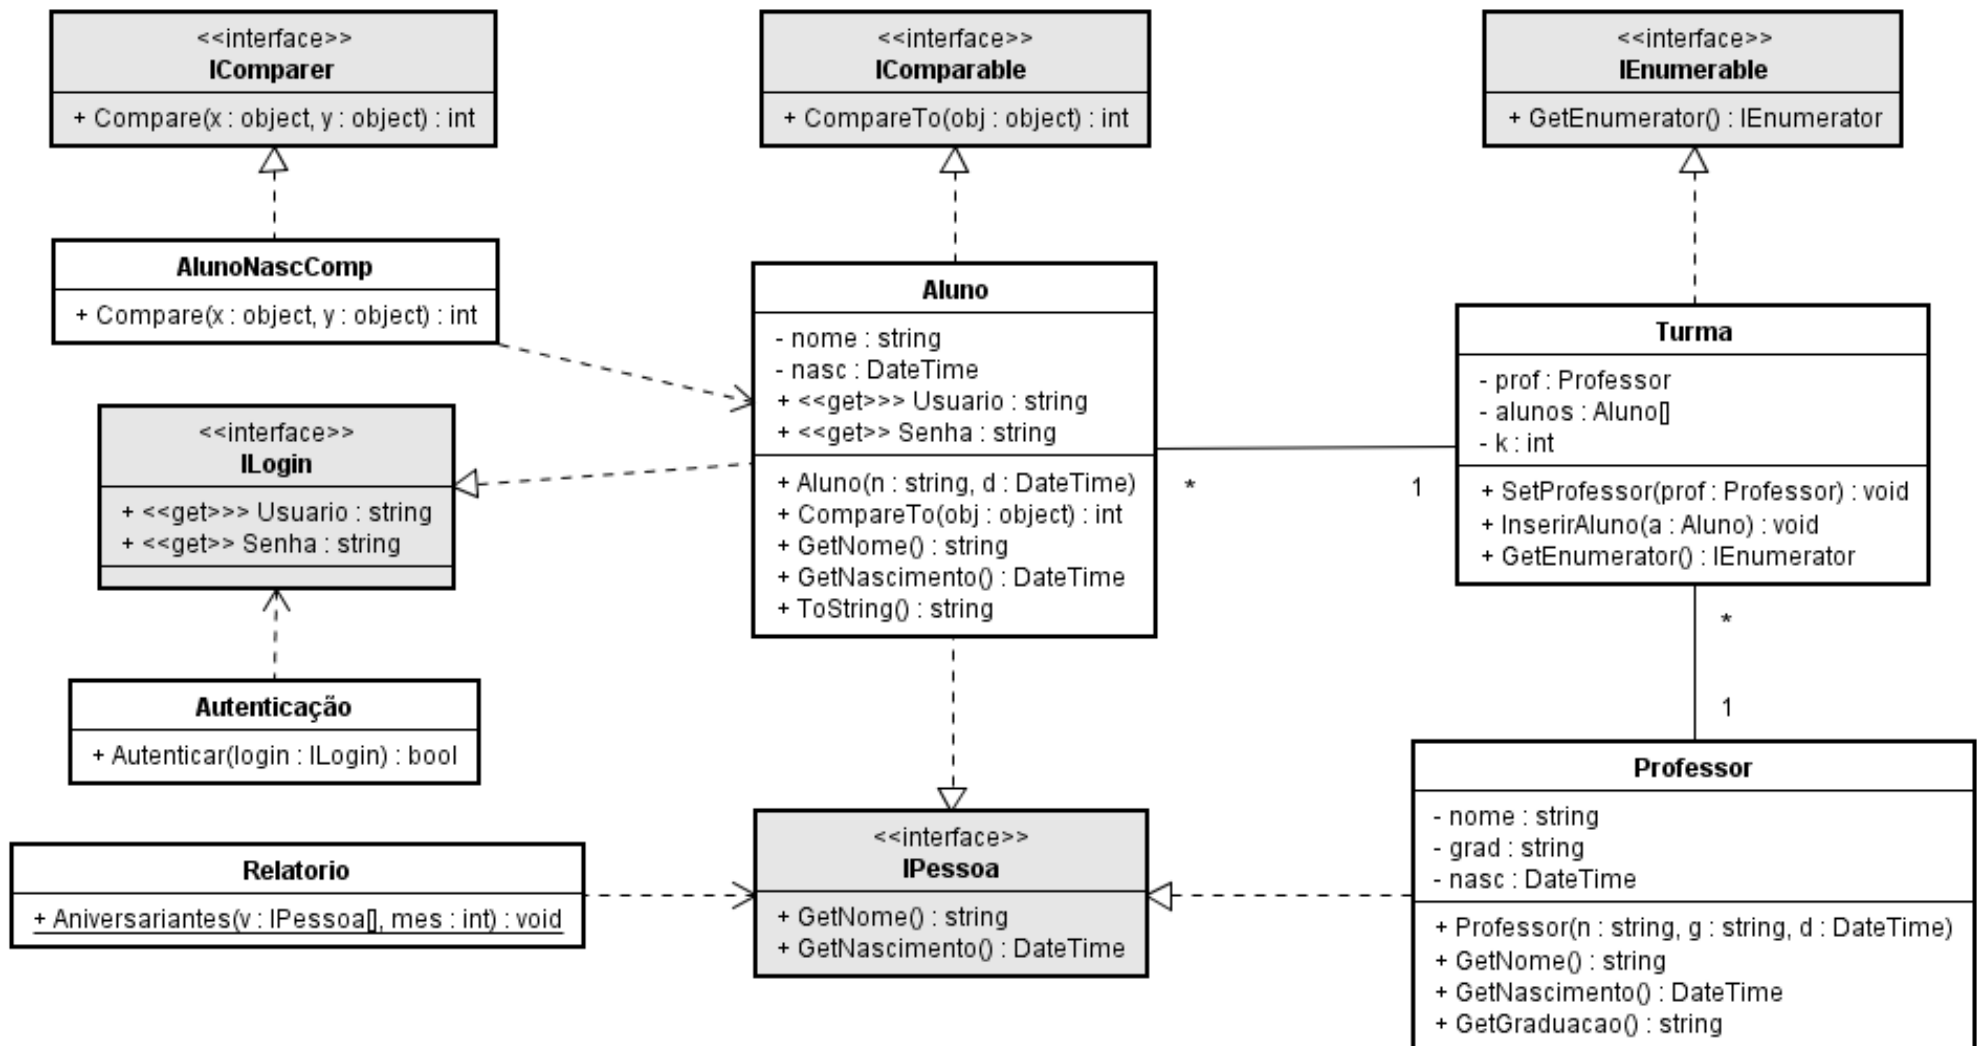 <<interface>>
IComparer
+ Compare(x : object, y : object) : int
<<interface>>
IComparable
+ CompareTo(obj : object) : int
<<interface>>
IEnumerable
+ GetEnumerator() : IEnumerator
AlunoNascComp
+ Compare(x : object, y : object) : int
Aluno
- nome : string
- nasc : DateTime
+ <<get>>> Usuario : string
+ <<get>> Senha : string
+ Aluno(n : string, d : DateTime)
+ CompareTo(obj : object) : int
+ GetNome() : string
+ GetNascimento() : DateTime
+ ToString() : string
Turma
- prof : Professor
- alunos : Aluno[]
- k : int
+ SetProfessor(prof : Professor) : void
+ InserirAluno(a : Aluno) : void
+ GetEnumerator() : IEnumerator
<<interface>>
ILogin
+ <<get>>> Usuario : string
+ <<get>> Senha : string
*
1
*
1
Autenticação
+ Autenticar(login : ILogin) : bool
Relatorio
+ Aniversariantes(v : IPessoa[], mes : int) : void
<<interface>>
IPessoa
+ GetNome() : string
+ GetNascimento() : DateTime
Professor
- nome : string
- grad : string
- nasc : DateTime
+ Professor(n : string, g : string, d : DateTime)
+ GetNome() : string
+ GetNascimento() : DateTime
+ GetGraduacao() : string